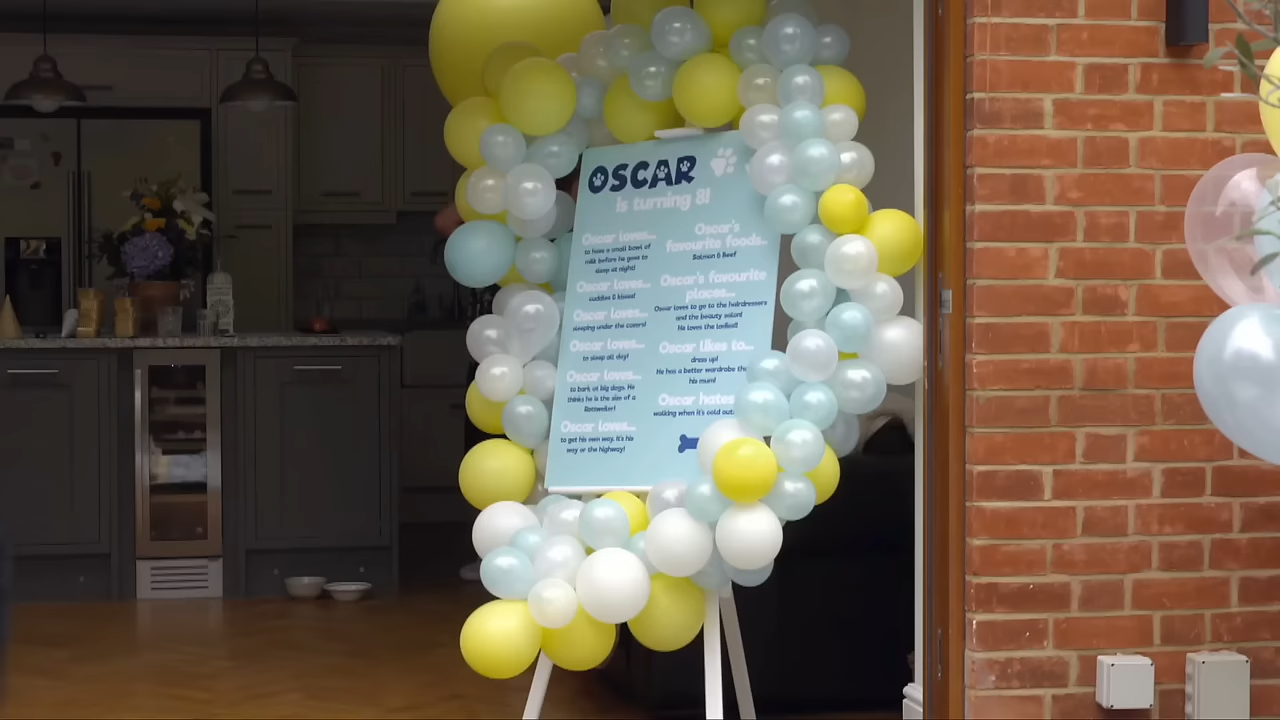 OSCAR
is turning 8!
Oscar loves...
to have a small bowl of
milk before he goes to
sleep at night!
Oscar loves...
cuddles & kisses!
Oscar loves...
sleeping under the covers!
Oscar loves...
to sleep all day!
Oscar loves...
to bark at big dogs. He
thinks he is the size of a
Rottweiler!
Oscar loves...
to get his own way. It's his
way or the highway!
Oscar's
favourite foods...
Salmon & Beef
Oscar's favourite
places...
Oscar loves to go to the hairdressers
and the beauty salon!
He loves the ladies!!
Oscar likes to...
dress up!
He has a better wardrobe tha
his mum!
Oscar hates
walking when it's cold out.